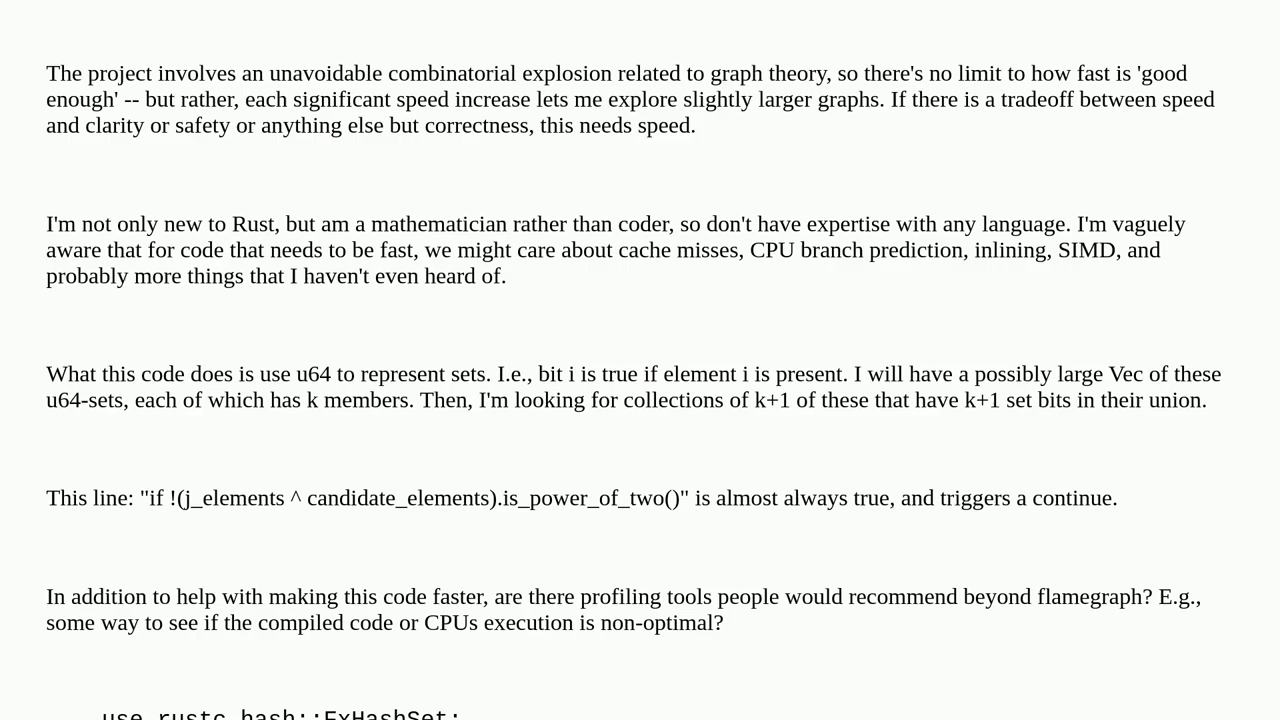 The project involves an unavoidable combinatorial explosion related to graph theory, so there's no limit to how fast is 'good
enough' -- but rather, each significant speed increase lets me explore slightly larger graphs. If there is a tradeoff between speed
and clarity or safety or anything else but correctness, this needs speed.
I'm not only new to Rust, but am a mathematician rather than coder, so don't have expertise with any language. I'm vaguely
aware that for code that needs to be fast, we might care about cache misses, CPU branch prediction, inlining, SIMD, and
probably more things that I haven't even heard of.
What this code does is use u64 to represent sets. I.e., bit i is true if element i is present. I will have a possibly large Vec of these
u64-sets, each of which has k members. Then, I'm looking for collections of k+1 of these that have k+1 set bits in their union.
This line: "if !(j_elements ^ candidate_elements).is_power_of_two()" is almost always true, and triggers a continue.
In addition to help with making this code faster, are there profiling tools people would recommend beyond flamegraph? E.g.,
some way to see if the compiled code or CPUs execution is non-optimal?
use rustc_hash::FxHashSet;